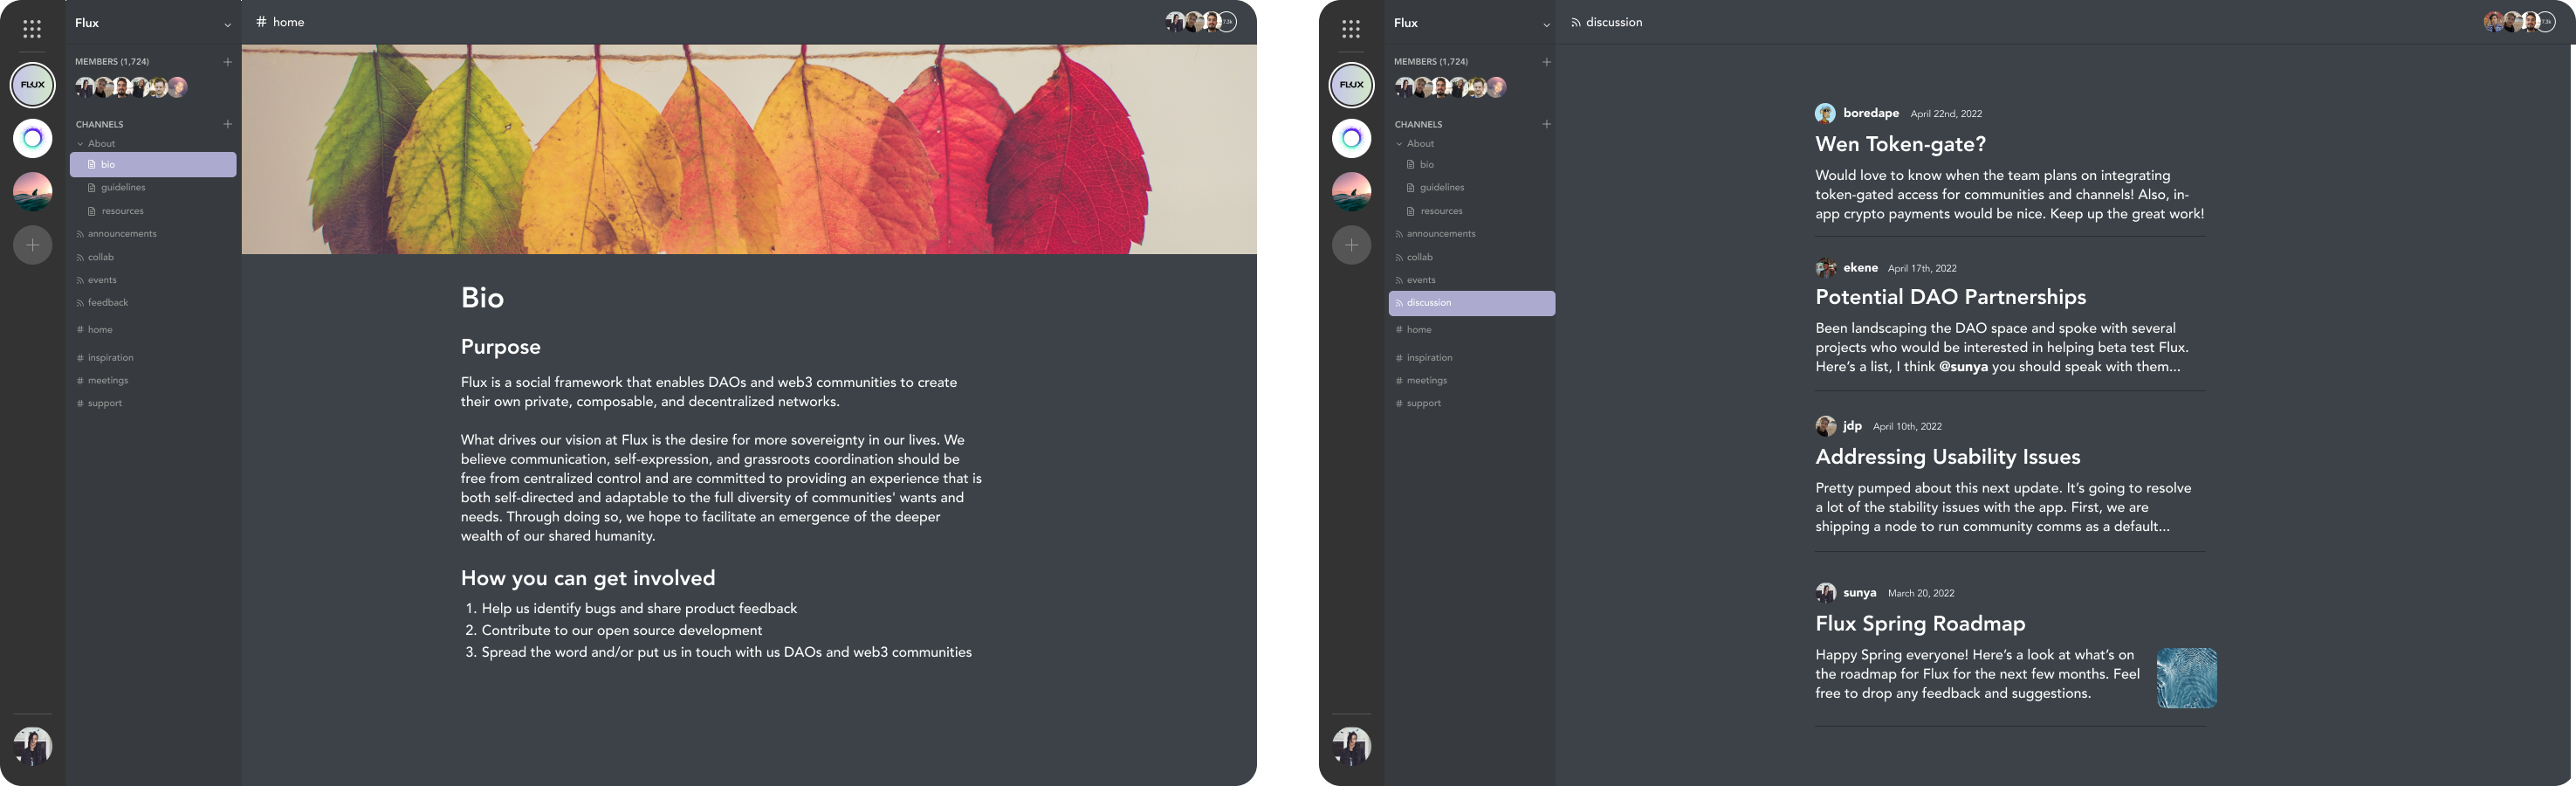 Flux
# home
MEMBERS (1,724)
FLUX
CHANNELS
About
bio
guidelines
resources
announcements
collab
events
feedback
# home
# inspiration
# meetings
# support
Bio
Purpose
Flux is a social framework that enables DAOs and web3 communities to create
their own private, composable, and decentralized networks.
What drives our vision at Flux is the desire for more sovereignty in our lives. We
believe communication, self-expression, and grassroots coordination should be
free from centralized control and are committed to providing an experience that is
both self-directed and adaptable to the full diversity of communities' wants and
needs. Through doing so, we hope to facilitate an emergence of the deeper
wealth of our shared humanity.
How you can get involved
1. Help us identify bugs and share product feedback
2. Contribute to our open source development
3. Spread the word and/or put us in touch with us DAOs and web3 communities
Flux
discussion
MEMBERS (1,724)
FLUX
CHANNELS
About
bio
guidelines
resources
announcements
collab
events
discussion
# home
# inspiration
# meetings
# support
boredape April 22nd, 2022
Wen Token-gate?
Would love to know when the team plans on integrating
token-gated access for communities and channels! Also, in-
app crypto payments would be nice. Keep up the great work!
ekene April 17th, 2022
Potential DAO Partnerships
Been landscaping the DAO space and spoke with several
projects who would be interested in helping beta test Flux.
Here's a list, I think @sunya you should speak with them...
jdp April 10th, 2022
Addressing Usability Issues
Pretty pumped about this next update. It's going to resolve
a lot of the stability issues with the app. First, we are
shipping a node to run community comms as a default...
sunya March 20, 2022
Flux Spring Roadmap
Happy Spring everyone! Here's a look at what's on
the roadmap for Flux for the next few months. Feel
free to drop any feedback and suggestions.